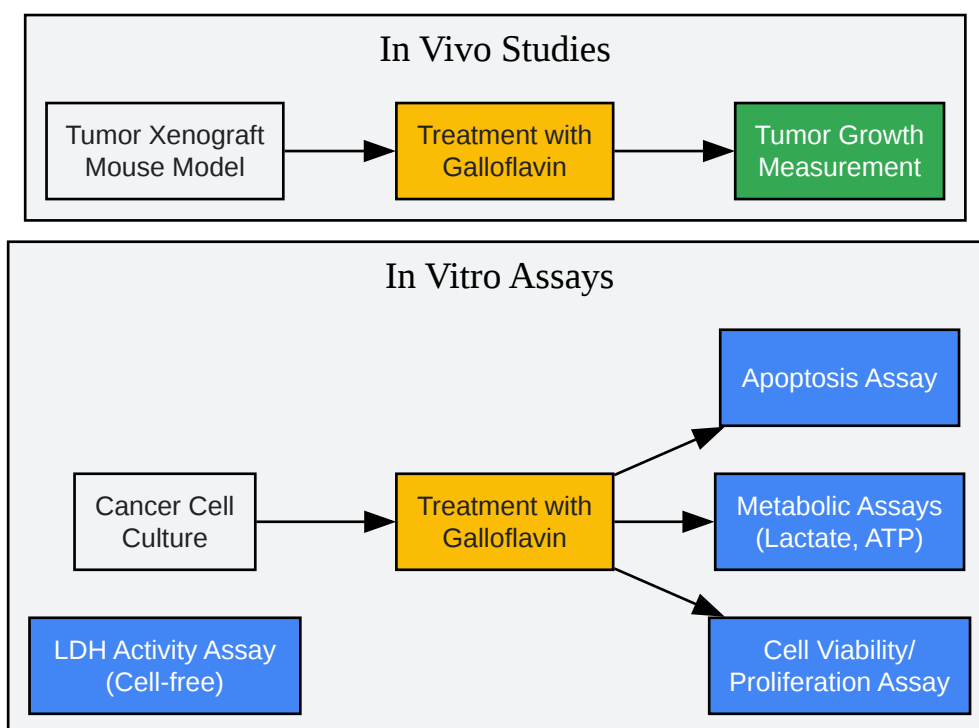 In Vivo Studies
Tumor Xenograft
Mouse Model
Treatment with
Galloflavin
Tumor Growth
Measurement
In Vitro Assays
Apoptosis Assay
Cancer Cell
Culture
Treatment with
Galloflavin
Metabolic Assays
(Lactate, ATP)
LDH Activity Assay
(Cell-free)
Cell Viability/
Proliferation Assay